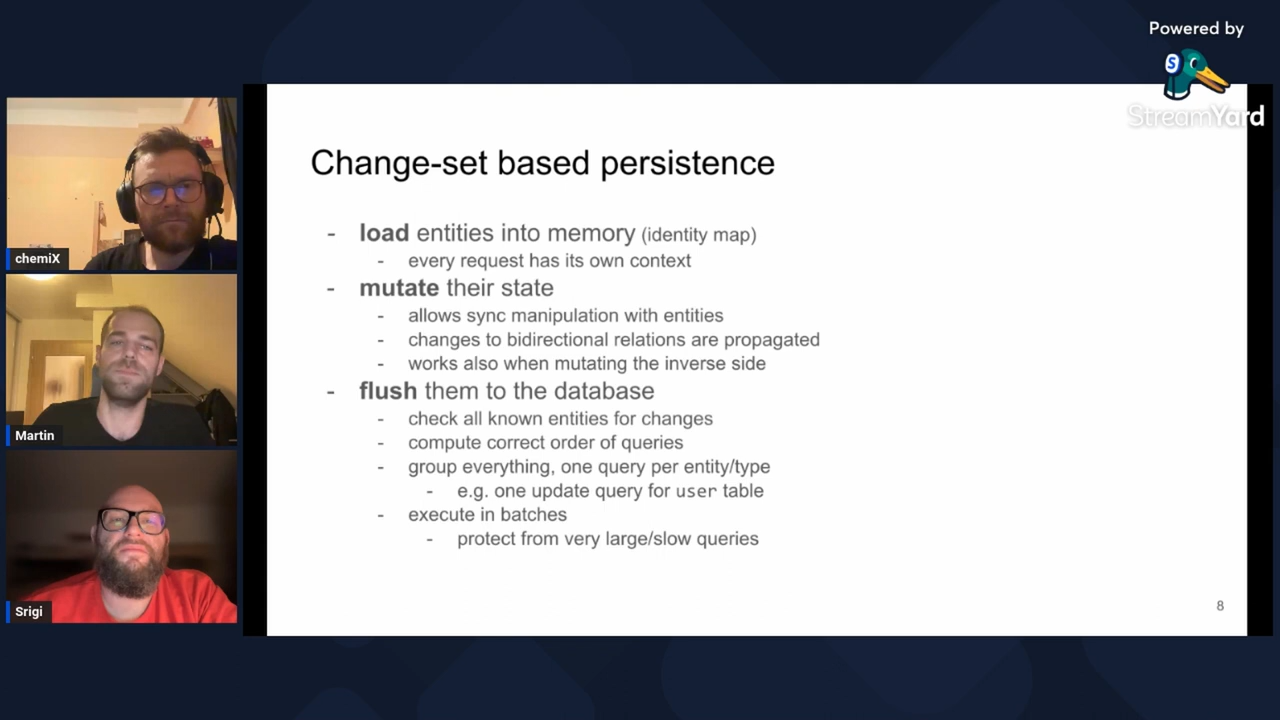 Powered by
S
StreamYard
chemiX
Martin
Srigi
Change-set based persistence
- load entities into memory (identity map)
- every request has its own context
- mutate their state
- allows sync manipulation with entities
- changes to bidirectional relations are propagated
- works also when mutating the inverse side
- flush them to the database
- check all known entities for changes
- compute correct order of queries
- group everything, one query per entity/type
- e.g. one update query for user table
- execute in batches
- protect from very large/slow queries
8